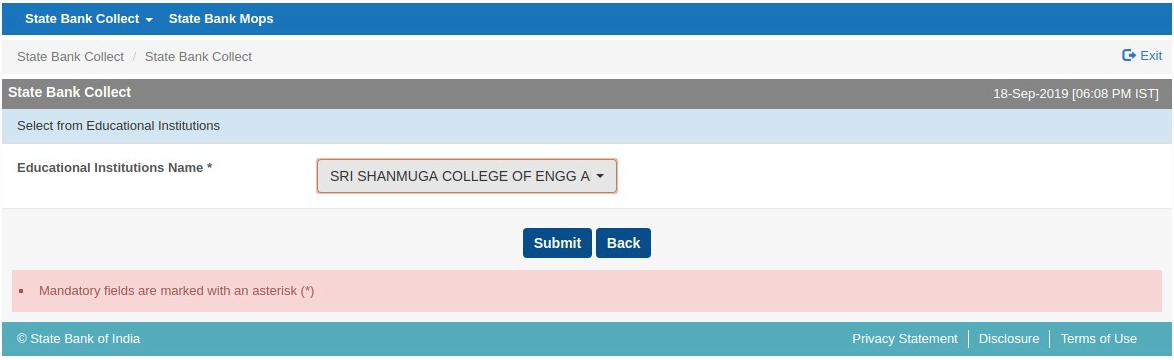 State Bank Collect State Bank Mops
State Bank Collect / State Bank Collect Exit
State Bank Collect 18-Sep-2019 [06:08 PM IST]
Select from Educational Institutions
Educational Institutions Name * SRI SHANMUGA COLLEGE OF ENGG A
Submit Back
Mandatory fields are marked with an asterisk (*)
© State Bank of India Privacy Statement Disclosure Terms of Use